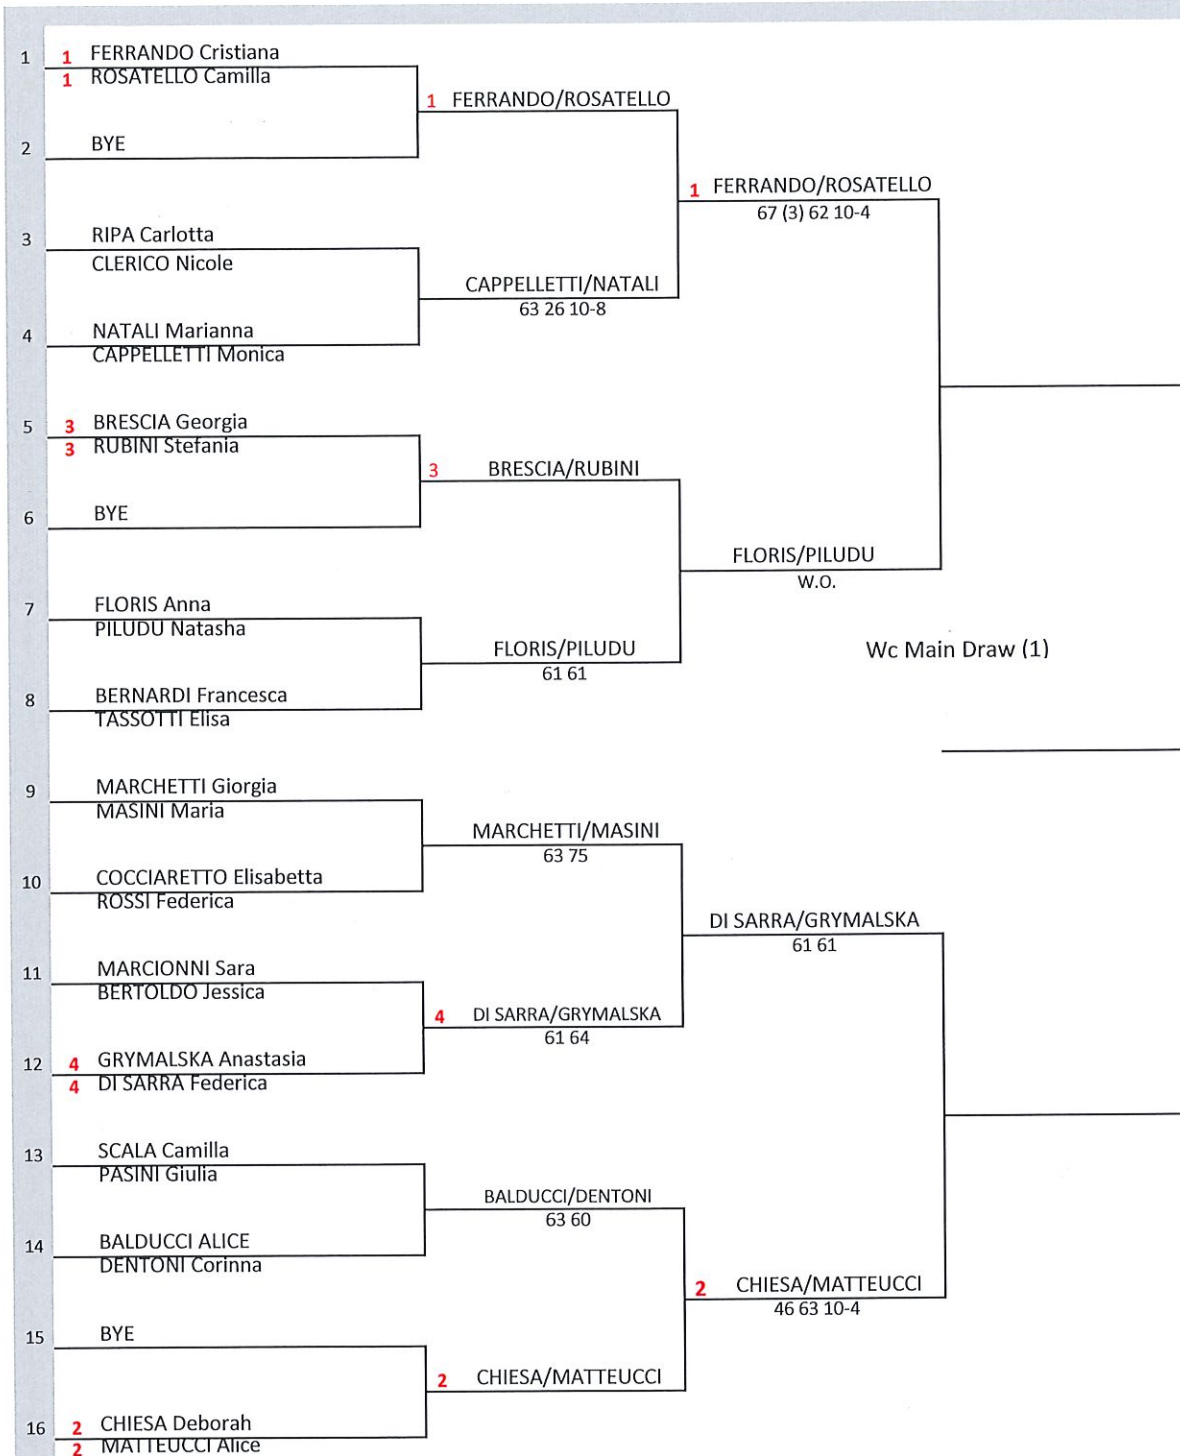 1 1 FERRANDO Cristiana
1 ROSATELLO Camilla
1 FERRANDO/ROSATELLO
2 BYE
1 FERRANDO/ROSATELLO
67 (3) 62 10-4
3 RIPA Carlotta
CLERICO Nicole
CAPPELLETTI/NATALI
63 26 10-8
4 NATALI Marianna
CAPPELLETTI Monica
5 3 BRESCIA Georgia
3 RUBINI Stefania
3 BRESCIA/RUBINI
6 BYE
FLORIS/PILUDU
W.O.
7 FLORIS Anna
PILUDU Natasha
FLORIS/PILUDU
61 61
Wc Main Draw (1)
8 BERNARDI Francesca
TASSOTTI Elisa
9 MARCHETTI Giorgia
MASINI Maria
MARCHETTI/MASINI
63 75
10 COCCIARETTO Elisabetta
ROSSI Federica
DI SARRA/GRYMALSKA
61 61
11 MARCIONNI Sara
BERTOLDO Jessica
4 DI SARRA/GRYMALSKA
61 64
12 4 GRYMALSKA Anastasia
4 DI SARRA Federica
13 SCALA Camilla
PASINI Giulia
BALDUCCI/DENTONI
63 60
14 BALDUCCI ALICE
DENTONI Corinna
2 CHIESA/MATTEUCCI
46 63 10-4
15 BYE
2 CHIESA/MATTEUCCI
16 2 CHIESA Deborah
2 MATTEUCCI Alice